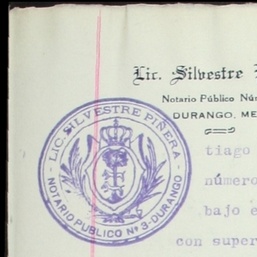 Lic. Silvestre
Notario Público Nú
DURANGO, ME
LIC. SILVESTRE PIÑERA
NOTARIO PUBLICO Nº 3-DURANGO
tiago
número
bajo e
con super